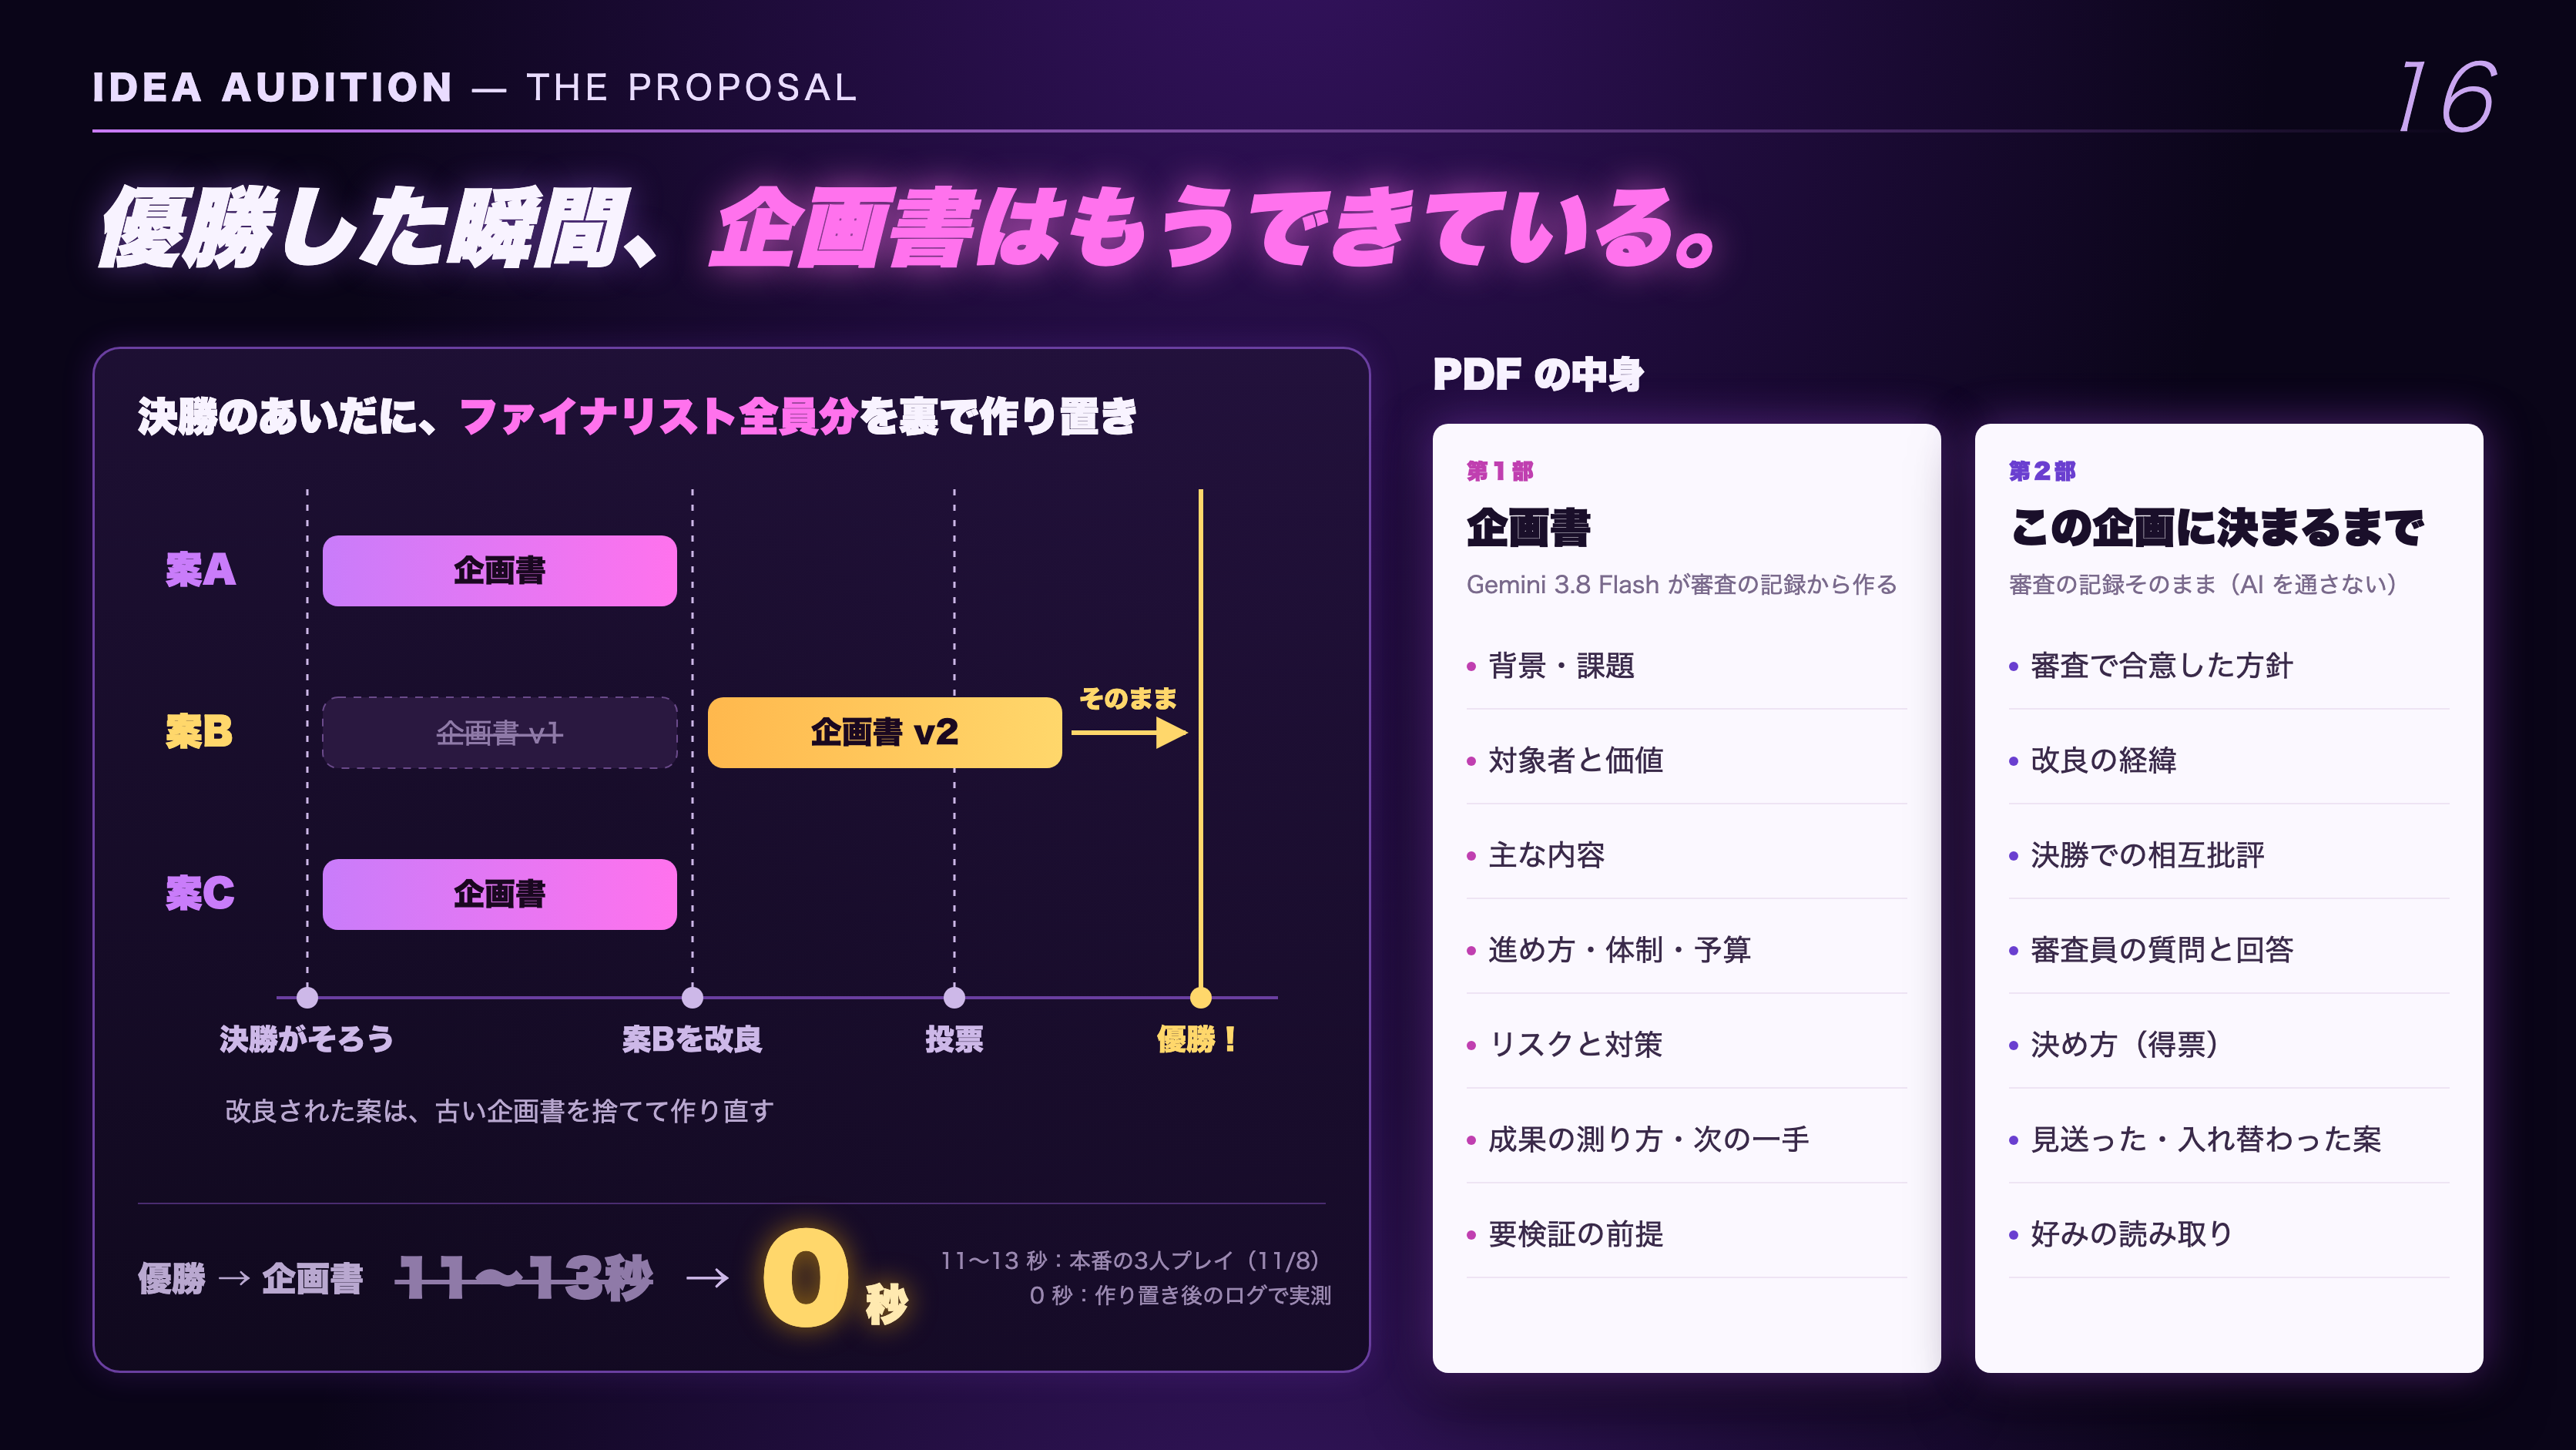 IDEA AUDITION — THE PROPOSAL
16
優勝した瞬間、企画書はもうできている。
決勝のあいだに、ファイナリスト全員分を裏で作り置き
案A
企画書
案B
企画書 v1
企画書 v2
そのまま
案C
企画書
決勝がそろう
案Bを改良
投票
優勝！
改良された案は、古い企画書を捨てて作り直す
優勝 → 企画書
11〜13秒
→
0 秒
11〜13 秒：本番の3人プレイ（11/8）
0 秒：作り置き後のログで実測
PDF の中身
第1部
企画書
Gemini 3.8 Flash が審査の記録から作る
• 背景・課題
• 対象者と価値
• 主な内容
• 進め方・体制・予算
• リスクと対策
• 成果の測り方・次の一手
• 要検証の前提
第2部
この企画に決まるまで
審査の記録そのまま（AI を通さない）
• 審査で合意した方針
• 改良の経緯
• 決勝での相互批評
• 審査員の質問と回答
• 決め方（得票）
• 見送った・入れ替わった案
• 好みの読み取り